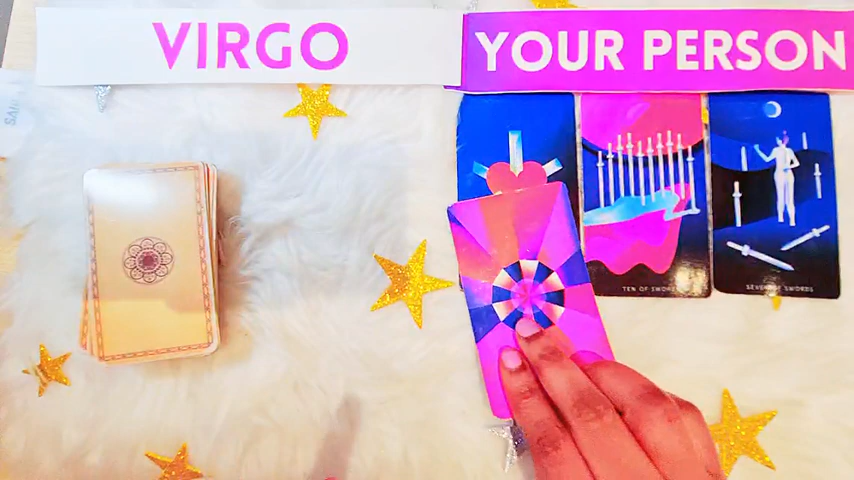 VIRGO
YOUR PERSON
TEN OF SWORDS
SEVEN OF SWORDS